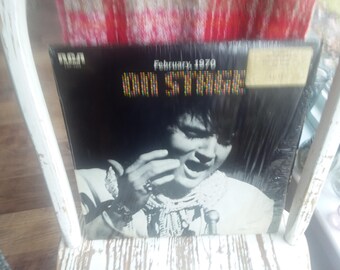 RCA
February, 1970
ON STAGE